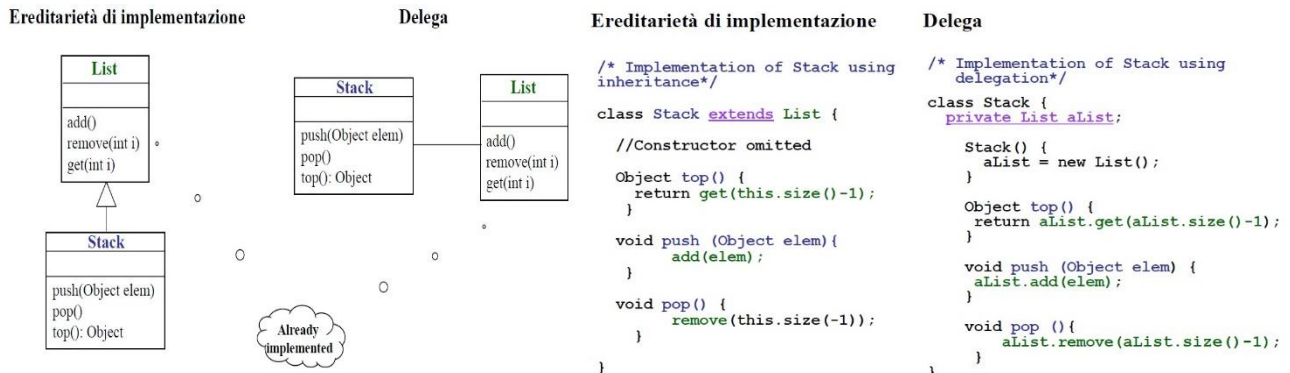 Ereditarietà di implementazione
List
add()
remove(int i)
get(int i)
Stack
push(Object elem)
pop()
top(): Object
Delega
Stack
push(Object elem)
pop()
top(): Object
List
add()
remove(int i)
get(int i)
Already
implemented
Ereditarietà di implementazione
/* Implementation of Stack using
inheritance*/
class Stack extends List {
//Constructor omitted
Object top() {
return get(this.size()-1);
}
void push (Object elem){
add(elem);
}
void pop() {
remove(this.size(-1));
}
}
Delega
/* Implementation of Stack using
delegation*/
class Stack {
private List aList;
Stack() {
aList = new List();
}
Object top() {
return aList.get(aList.size()-1);
}
void push (Object elem) {
aList.add(elem);
}
void pop (){
aList.remove(aList.size()-1);
}
}